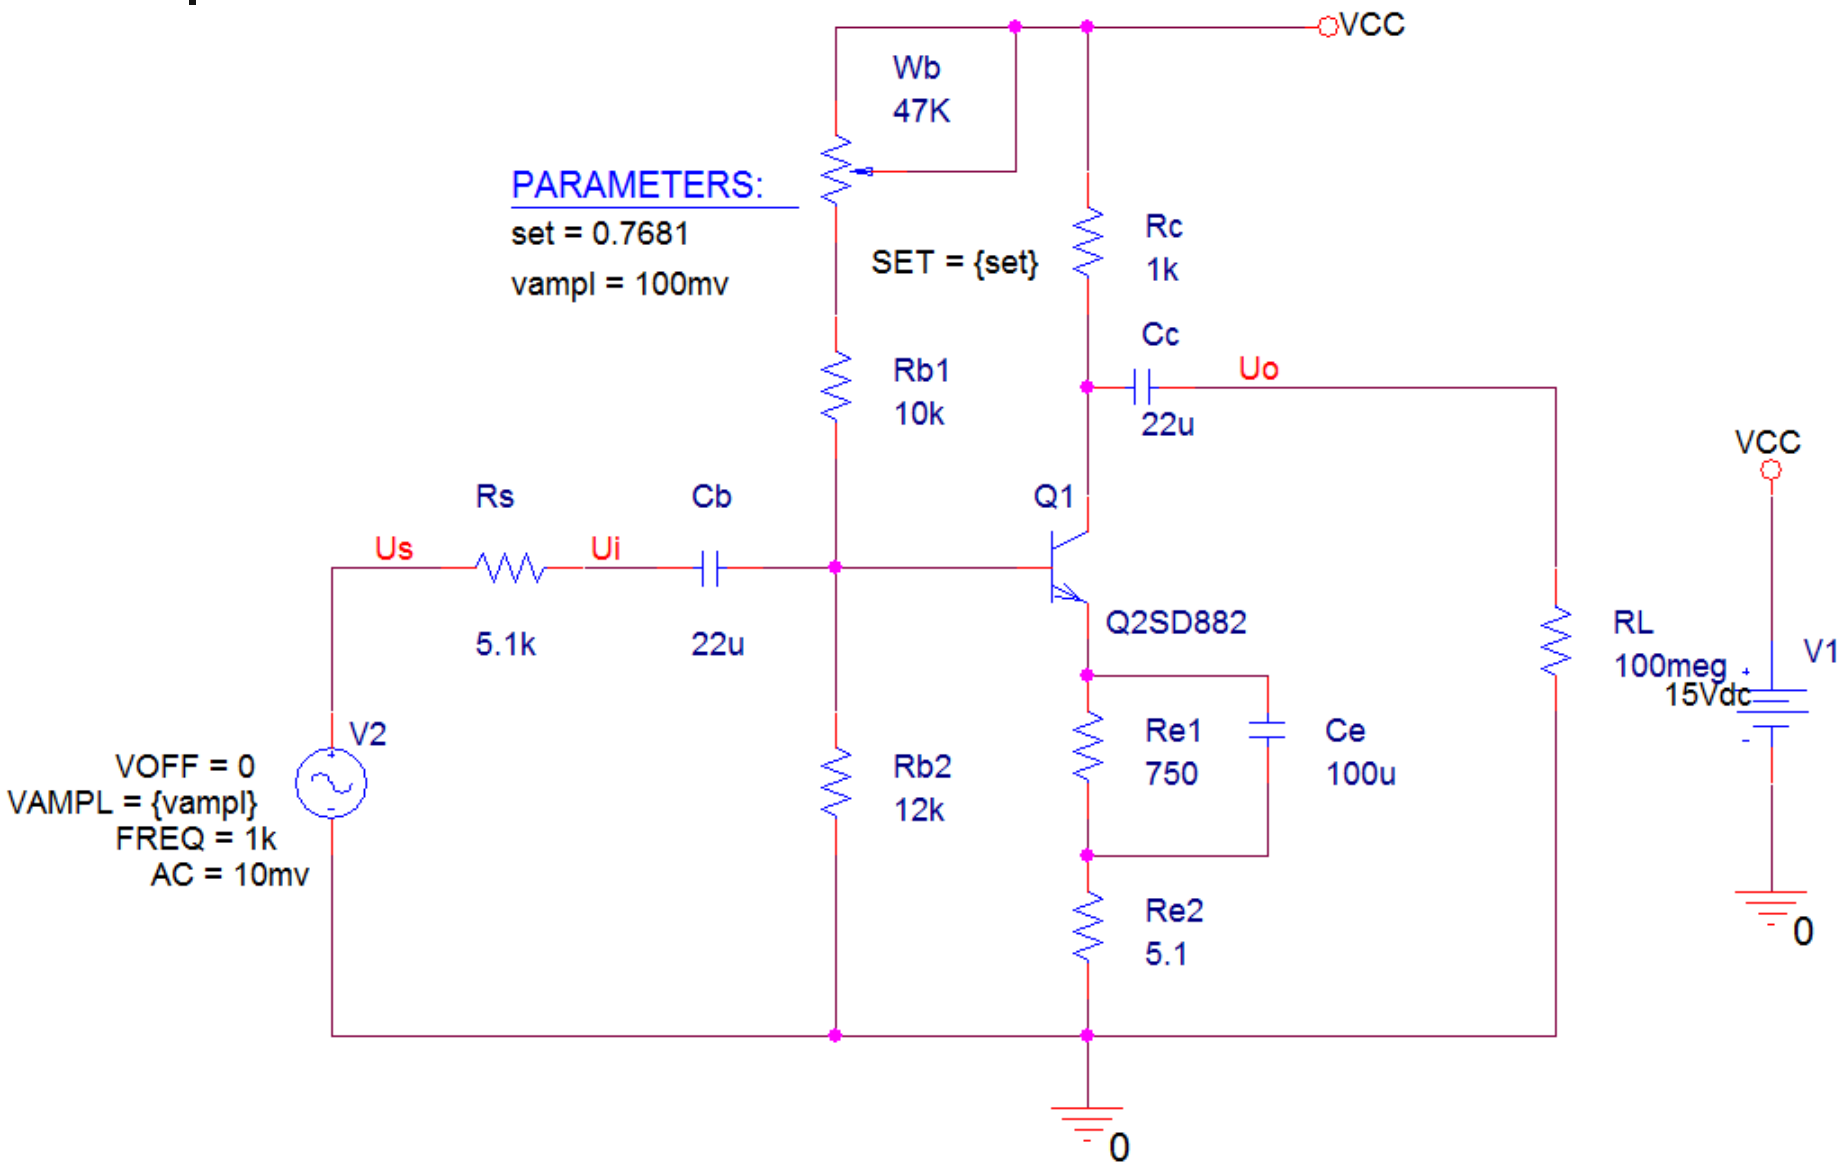 VCC
Wb
47K
PARAMETERS:
set = 0.7681
vampl = 100mv
SET = {set}
Rc
1k
Cc
22u
Uo
Rb1
10k
VCC
Rs
5.1k
Cb
22u
Us
Ui
Q1
Q2SD882
RL
100meg
V1
15Vdc
+
-
V2
+
-
VOFF = 0
VAMPL = {vampl}
FREQ = 1k
AC = 10mv
Rb2
12k
Re1
750
Ce
100u
Re2
5.1
0
0